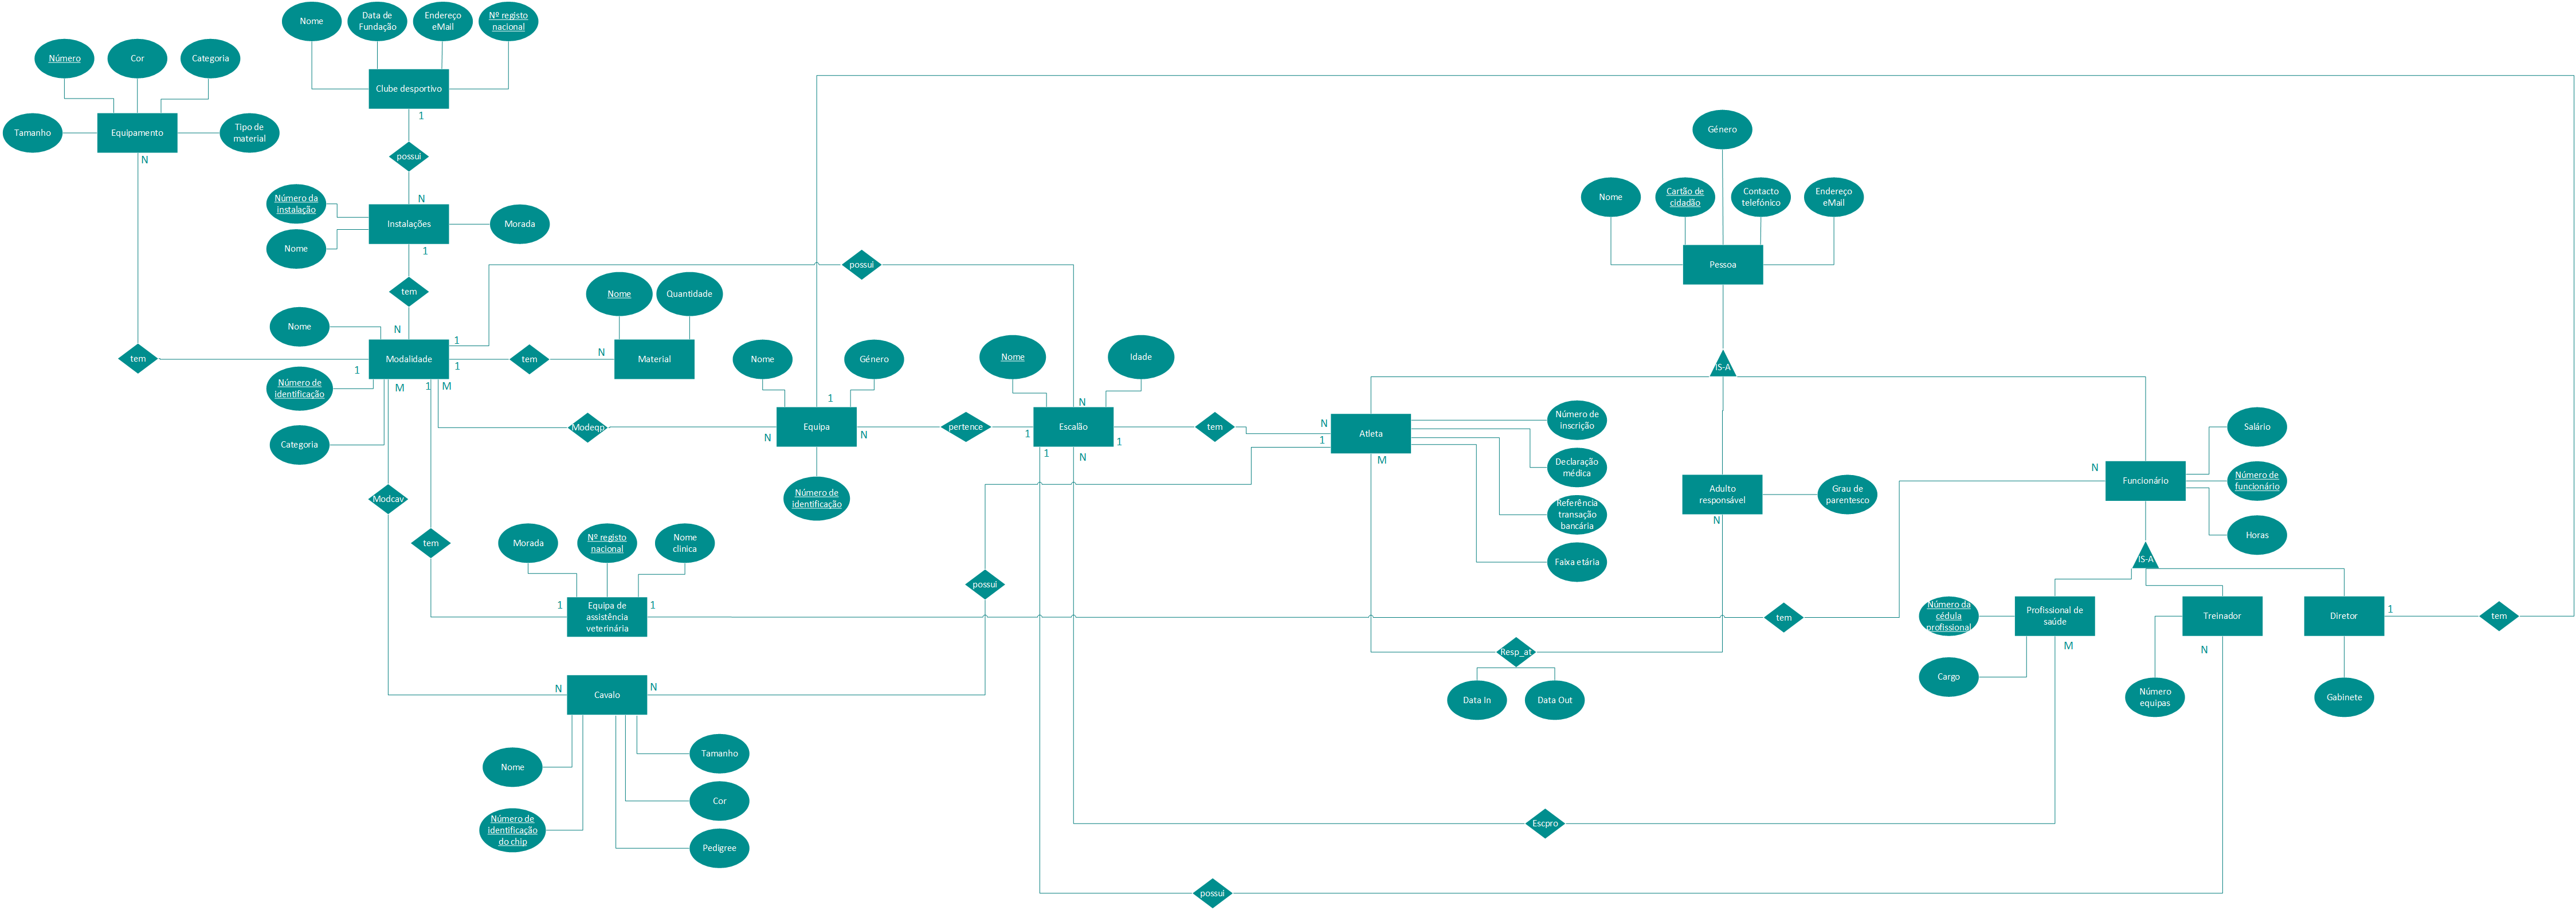 Nome
Data de
Fundação
Endereço
eMail
Nº registo
nacional
Número
Cor
Categoria
Clube desportivo
1
Tamanho
Equipamento
Tipo de
material
N
possui
Género
Número da
instalação
N
Instalações
Morada
Nome
1
Nome
Cartão de
cidadão
Contacto
telefónico
Endereço
eMail
Pessoa
possui
tem
Nome
Quantidade
Nome
N
1
tem
1
Modalidade
1
tem
N
Material
Número de
identificação
M
1
M
Categoria
Nome
Género
Nome
Idade
IS-A
1
N
Modeqp
N
Equipa
N
pertence
1
Escalão
1
1
N
tem
N
1
Atleta
M
Número de
identificação
Número de
inscrição
Declaração
médica
Referência
transação
bancária
Faixa etária
Adulto
responsável
N
Grau de
parentesco
Salário
N
Funcionário
Número de
funcionário
Horas
IS-A
Modcav
tem
Morada
Nº registo
nacional
Nome
clinica
possui
1
Equipa de
assistência
veterinária
1
tem
Número da
cédula
profissional
Profissional de
saúde
M
Treinador
N
Diretor
1
tem
Cargo
Número
equipas
Gabinete
Resp_at
Data In
Data Out
N
Cavalo
N
Nome
Tamanho
Cor
Número de
identificação
do chip
Pedigree
Escpro
possui